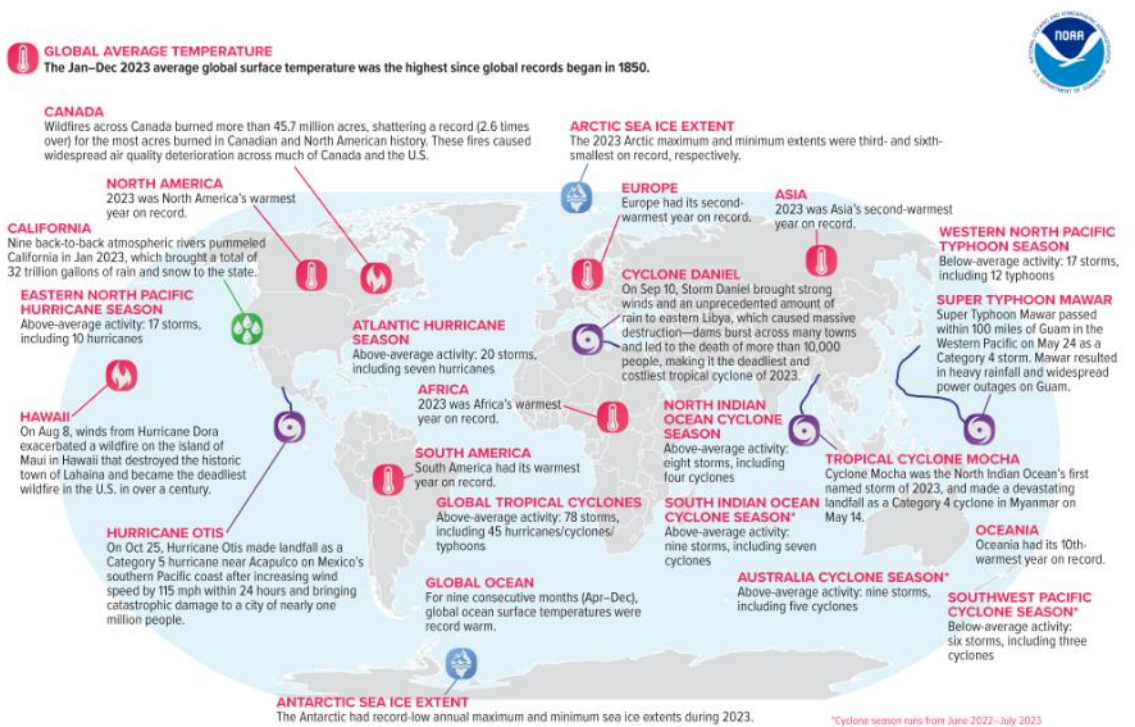 NOAA
NATIONAL OCEANIC AND ATMOSPHERIC ADMINISTRATION
U.S. DEPARTMENT OF COMMERCE
GLOBAL AVERAGE TEMPERATURE
The Jan–Dec 2023 average global surface temperature was the highest since global records began in 1850.
CANADA
Wildfires across Canada burned more than 45.7 million acres, shattering a record (2.6 times
over) for the most acres burned in Canadian and North American history. These fires caused
widespread air quality deterioration across much of Canada and the U.S.
ARCTIC SEA ICE EXTENT
The 2023 Arctic maximum and minimum extents were third- and sixth-
smallest on record, respectively.
NORTH AMERICA
2023 was North America's warmest
year on record.
EUROPE
Europe had its second-
warmest year on record.
ASIA
2023 was Asia's second-warmest
year on record.
CALIFORNIA
Nine back-to-back atmospheric rivers pummeled
California in Jan 2023, which brought a total of
32 trillion gallons of rain and snow to the state.
WESTERN NORTH PACIFIC
TYPHOON SEASON
Below-average activity: 17 storms,
including 12 typhoons
EASTERN NORTH PACIFIC
HURRICANE SEASON
Above-average activity: 17 storms,
including 10 hurricanes
CYCLONE DANIEL
On Sep 10, Storm Daniel brought strong
winds and an unprecedented amount of
rain to eastern Libya, which caused massive
destruction—dams burst across many towns
and led to the death of more than 10,000
people, making it the deadliest and
costliest tropical cyclone of 2023.
SUPER TYPHOON MAWAR
Super Typhoon Mawar passed
within 100 miles of Guam in the
Western Pacific on May 24 as a
Category 4 storm. Mawar resulted
in heavy rainfall and widespread
power outages on Guam.
ATLANTIC HURRICANE
SEASON
Above-average activity: 20 storms,
including seven hurricanes
AFRICA
2023 was Africa's warmest
year on record.
HAWAII
On Aug 8, winds from Hurricane Dora
exacerbated a wildfire on the island of
Maui in Hawaii that destroyed the historic
town of Lahaina and became the deadliest
wildfire in the U.S. in over a century.
NORTH INDIAN
OCEAN CYCLONE
SEASON
Above-average activity:
eight storms, including
four cyclones
SOUTH AMERICA
South America had its warmest
year on record.
TROPICAL CYCLONE MOCHA
Cyclone Mocha was the North Indian Ocean's first
named storm of 2023, and made a devastating
landfall as a Category 4 cyclone in Myanmar on
May 14.
GLOBAL TROPICAL CYCLONES
Above-average activity: 78 storms,
including 45 hurricanes/cyclones/
typhoons
SOUTH INDIAN OCEAN
CYCLONE SEASON*
Above-average activity:
nine storms, including seven
cyclones
HURRICANE OTIS
On Oct 25, Hurricane Otis made landfall as a
Category 5 hurricane near Acapulco on Mexico's
southern Pacific coast after increasing wind
speed by 115 mph within 24 hours and bringing
catastrophic damage to a city of nearly one
million people.
OCEANIA
Oceania had its 10th-
warmest year on record.
GLOBAL OCEAN
For nine consecutive months (Apr–Dec),
global ocean surface temperatures were
record warm.
AUSTRALIA CYCLONE SEASON*
Above-average activity: nine storms,
including five cyclones
SOUTHWEST PACIFIC
CYCLONE SEASON*
Below-average activity:
six storms, including three
cyclones
ANTARCTIC SEA ICE EXTENT
The Antarctic had record-low annual maximum and minimum sea ice extents during 2023.
*Cyclone season runs from June 2022–July 2023